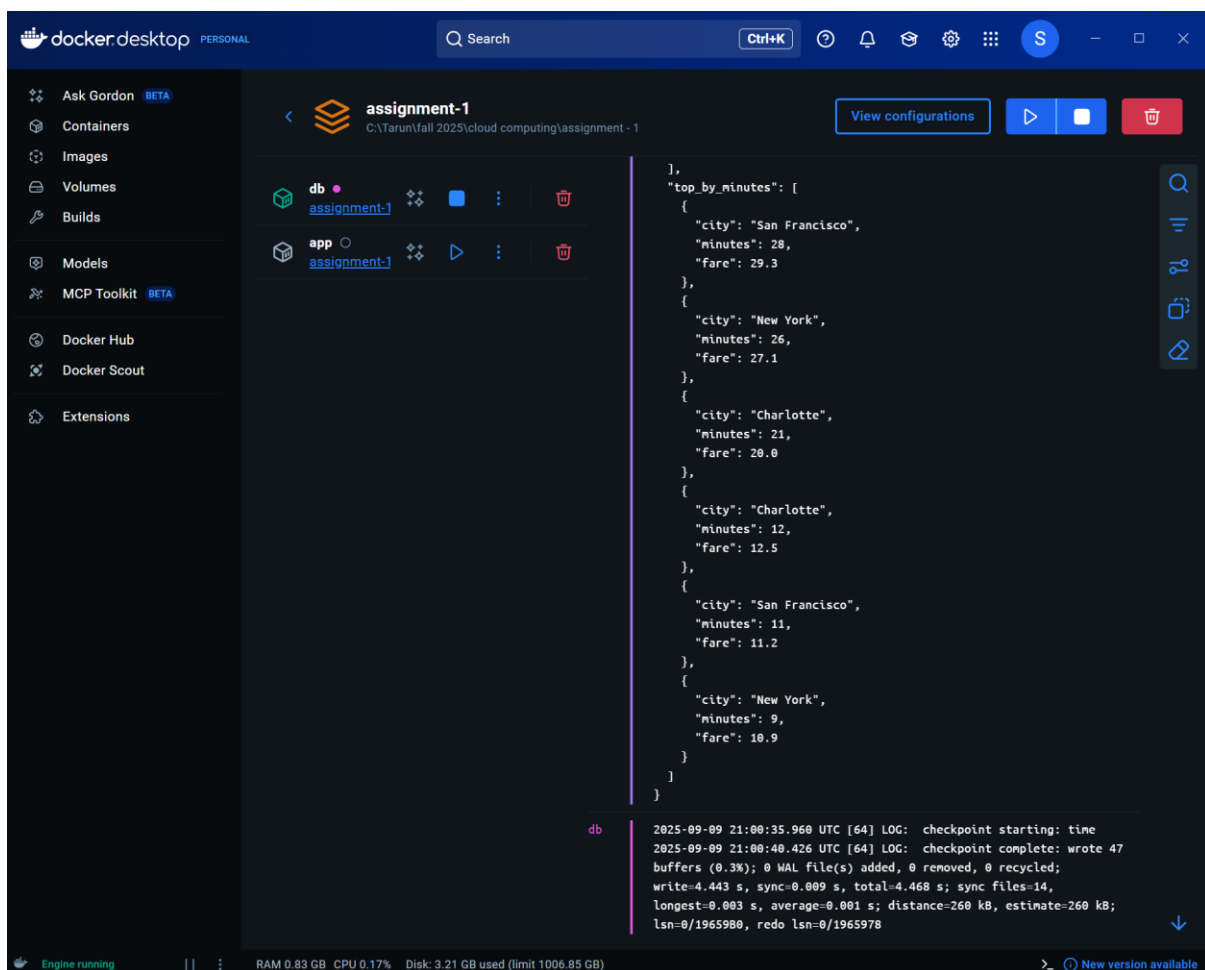 docker.desktop PERSONAL
Search
Ctrl+K
S
Ask Gordon BETA
Containers
Images
Volumes
Builds
Models
MCP Toolkit BETA
Docker Hub
Docker Scout
Extensions
assignment-1
C:\Tarun\fall 2025\cloud computing\assignment - 1
View configurations
db
assignment-1
app
assignment-1
],
"top_by_minutes": [
{
"city": "San Francisco",
"minutes": 28,
"fare": 29.3
},
{
"city": "New York",
"minutes": 26,
"fare": 27.1
},
{
"city": "Charlotte",
"minutes": 21,
"fare": 20.0
},
{
"city": "Charlotte",
"minutes": 12,
"fare": 12.5
},
{
"city": "San Francisco",
"minutes": 11,
"fare": 11.2
},
{
"city": "New York",
"minutes": 9,
"fare": 10.9
}
]
}
db
2025-09-09 21:00:35.960 UTC [64] LOG:  checkpoint starting: time
2025-09-09 21:00:40.426 UTC [64] LOG:  checkpoint complete: wrote 47
buffers (0.3%); 0 WAL file(s) added, 0 removed, 0 recycled;
write=4.443 s, sync=0.009 s, total=4.468 s; sync files=14,
longest=0.003 s, average=0.001 s; distance=260 kB, estimate=260 kB;
lsn=0/19659B0, redo lsn=0/1965978
Engine running
RAM 0.83 GB CPU 0.17% Disk: 3.21 GB used (limit 1006.85 GB)
New version available